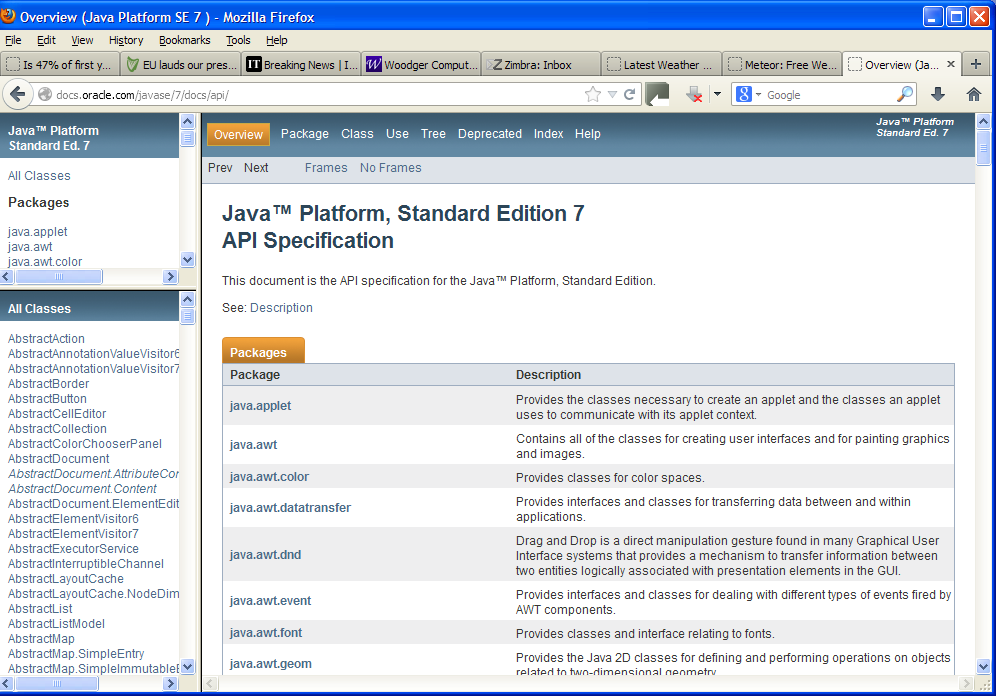 Overview (Java Platform SE 7 ) - Mozilla Firefox
File Edit View History Bookmarks Tools Help
Is 47% of first y...
EU lauds our pres...
IT Breaking News | I...
W Woodger Comput...
Z Zimbra: Inbox
Latest Weather ...
Meteor: Free We...
Overview (Ja...
docs.oracle.com/javase/7/docs/api/
8 Google
Java™ Platform
Standard Ed. 7
All Classes
Packages
java.applet
java.awt
java.awt.color
All Classes
AbstractAction
AbstractAnnotationValueVisitor6
AbstractAnnotationValueVisitor7
AbstractBorder
AbstractButton
AbstractCellEditor
AbstractCollection
AbstractColorChooserPanel
AbstractDocument
AbstractDocument.AttributeCon
AbstractDocument.Content
AbstractDocument.ElementEdit
AbstractElementVisitor6
AbstractElementVisitor7
AbstractExecutorService
AbstractInterruptibleChannel
AbstractLayoutCache
AbstractLayoutCache.NodeDim
AbstractList
AbstractListModel
AbstractMap
AbstractMap.SimpleEntry
AbstractMap.SimpleImmutableE
Overview Package Class Use Tree Deprecated Index Help
Java™ Platform
Standard Ed. 7
Prev Next Frames No Frames
Java™ Platform, Standard Edition 7
API Specification
This document is the API specification for the Java™ Platform, Standard Edition.
See: Description
Packages
Package Description
java.applet Provides the classes necessary to create an applet and the classes an applet
uses to communicate with its applet context.
java.awt Contains all of the classes for creating user interfaces and for painting graphics
and images.
java.awt.color Provides classes for color spaces.
java.awt.datatransfer Provides interfaces and classes for transferring data between and within
applications.
java.awt.dnd Drag and Drop is a direct manipulation gesture found in many Graphical User
Interface systems that provides a mechanism to transfer information between
two entities logically associated with presentation elements in the GUI.
java.awt.event Provides interfaces and classes for dealing with different types of events fired by
AWT components.
java.awt.font Provides classes and interface relating to fonts.
java.awt.geom Provides the Java 2D classes for defining and performing operations on objects
related to two-dimensional geometry.